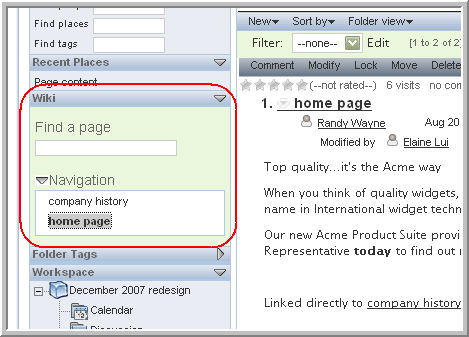 Find places
Find tags
Recent Places
Page content
Wiki
Find a page
Navigation
company history
home page
Folder Tags
Workspace
December 2007 redesign
Calendar
New Sort by Folder view
Filter: --none-- Edit [1 to 2 of 2]
Comment Modify Lock Move Delete
(--not rated--) 6 visits no com
1. home page
Randy Wayne Aug 20
Modified by Elaine Lui
Top quality...it's the Acme way
When you think of quality widgets,
name in International widget techn
Our new Acme Product Suite provi
Representative today to find out
Linked directly to company history